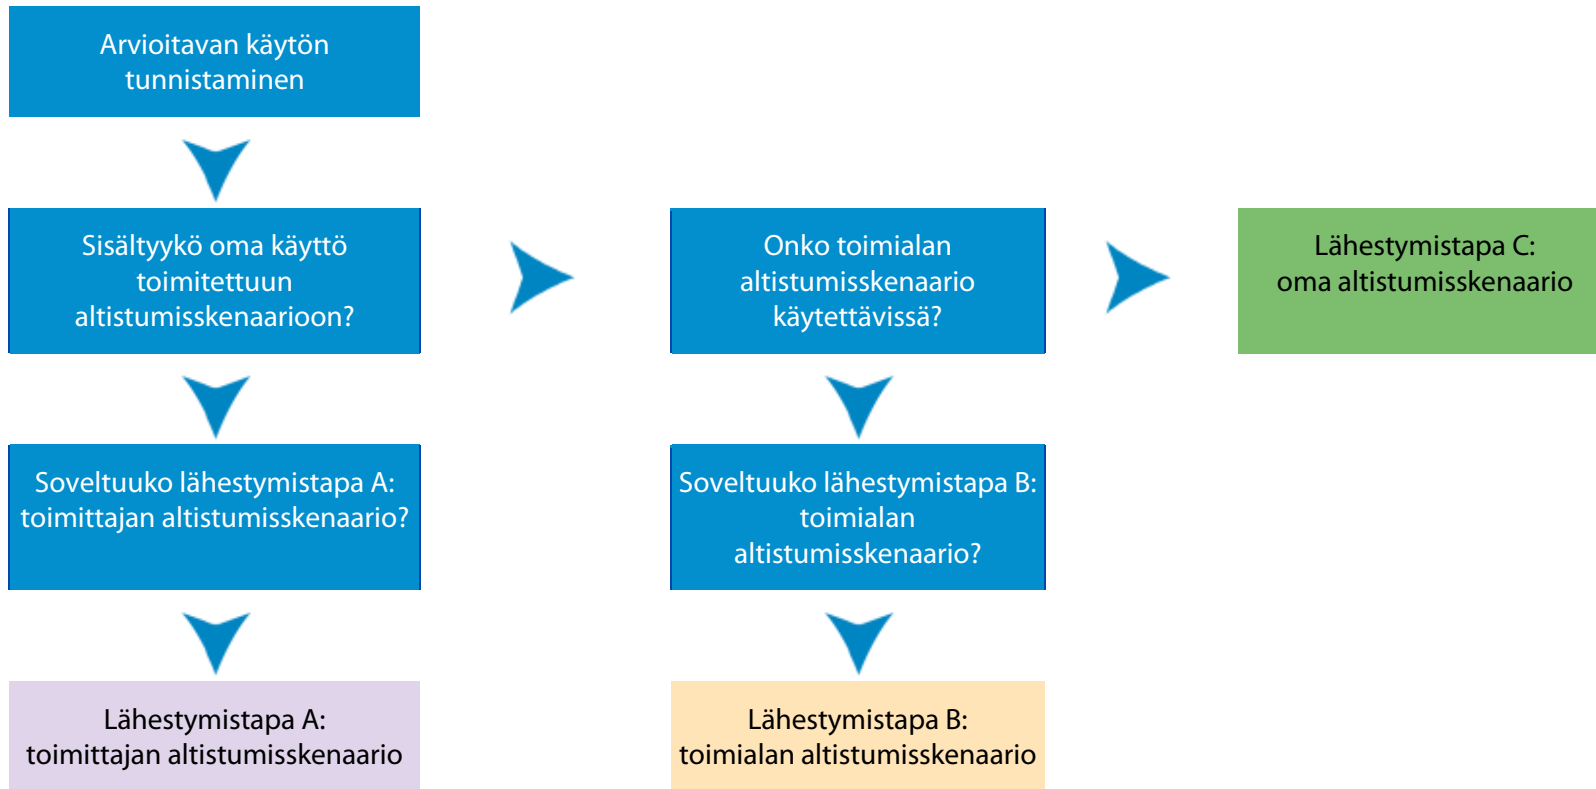 Arvioitavan käytön
tunnistaminen
Sisältyykö oma käyttö
toimitettuun
altistumisskenaarioon?
Onko toimialan
altistumisskenaario
käytettävissä?
Lähestymistapa C:
oma altistumisskenaario
Soveltuuko lähestymistapa A:
toimittajan altistumisskenaario?
Soveltuuko lähestymistapa B:
toimialan
altistumisskenaario?
Lähestymistapa A:
toimittajan altistumisskenaario
Lähestymistapa B:
toimialan altistumisskenaario